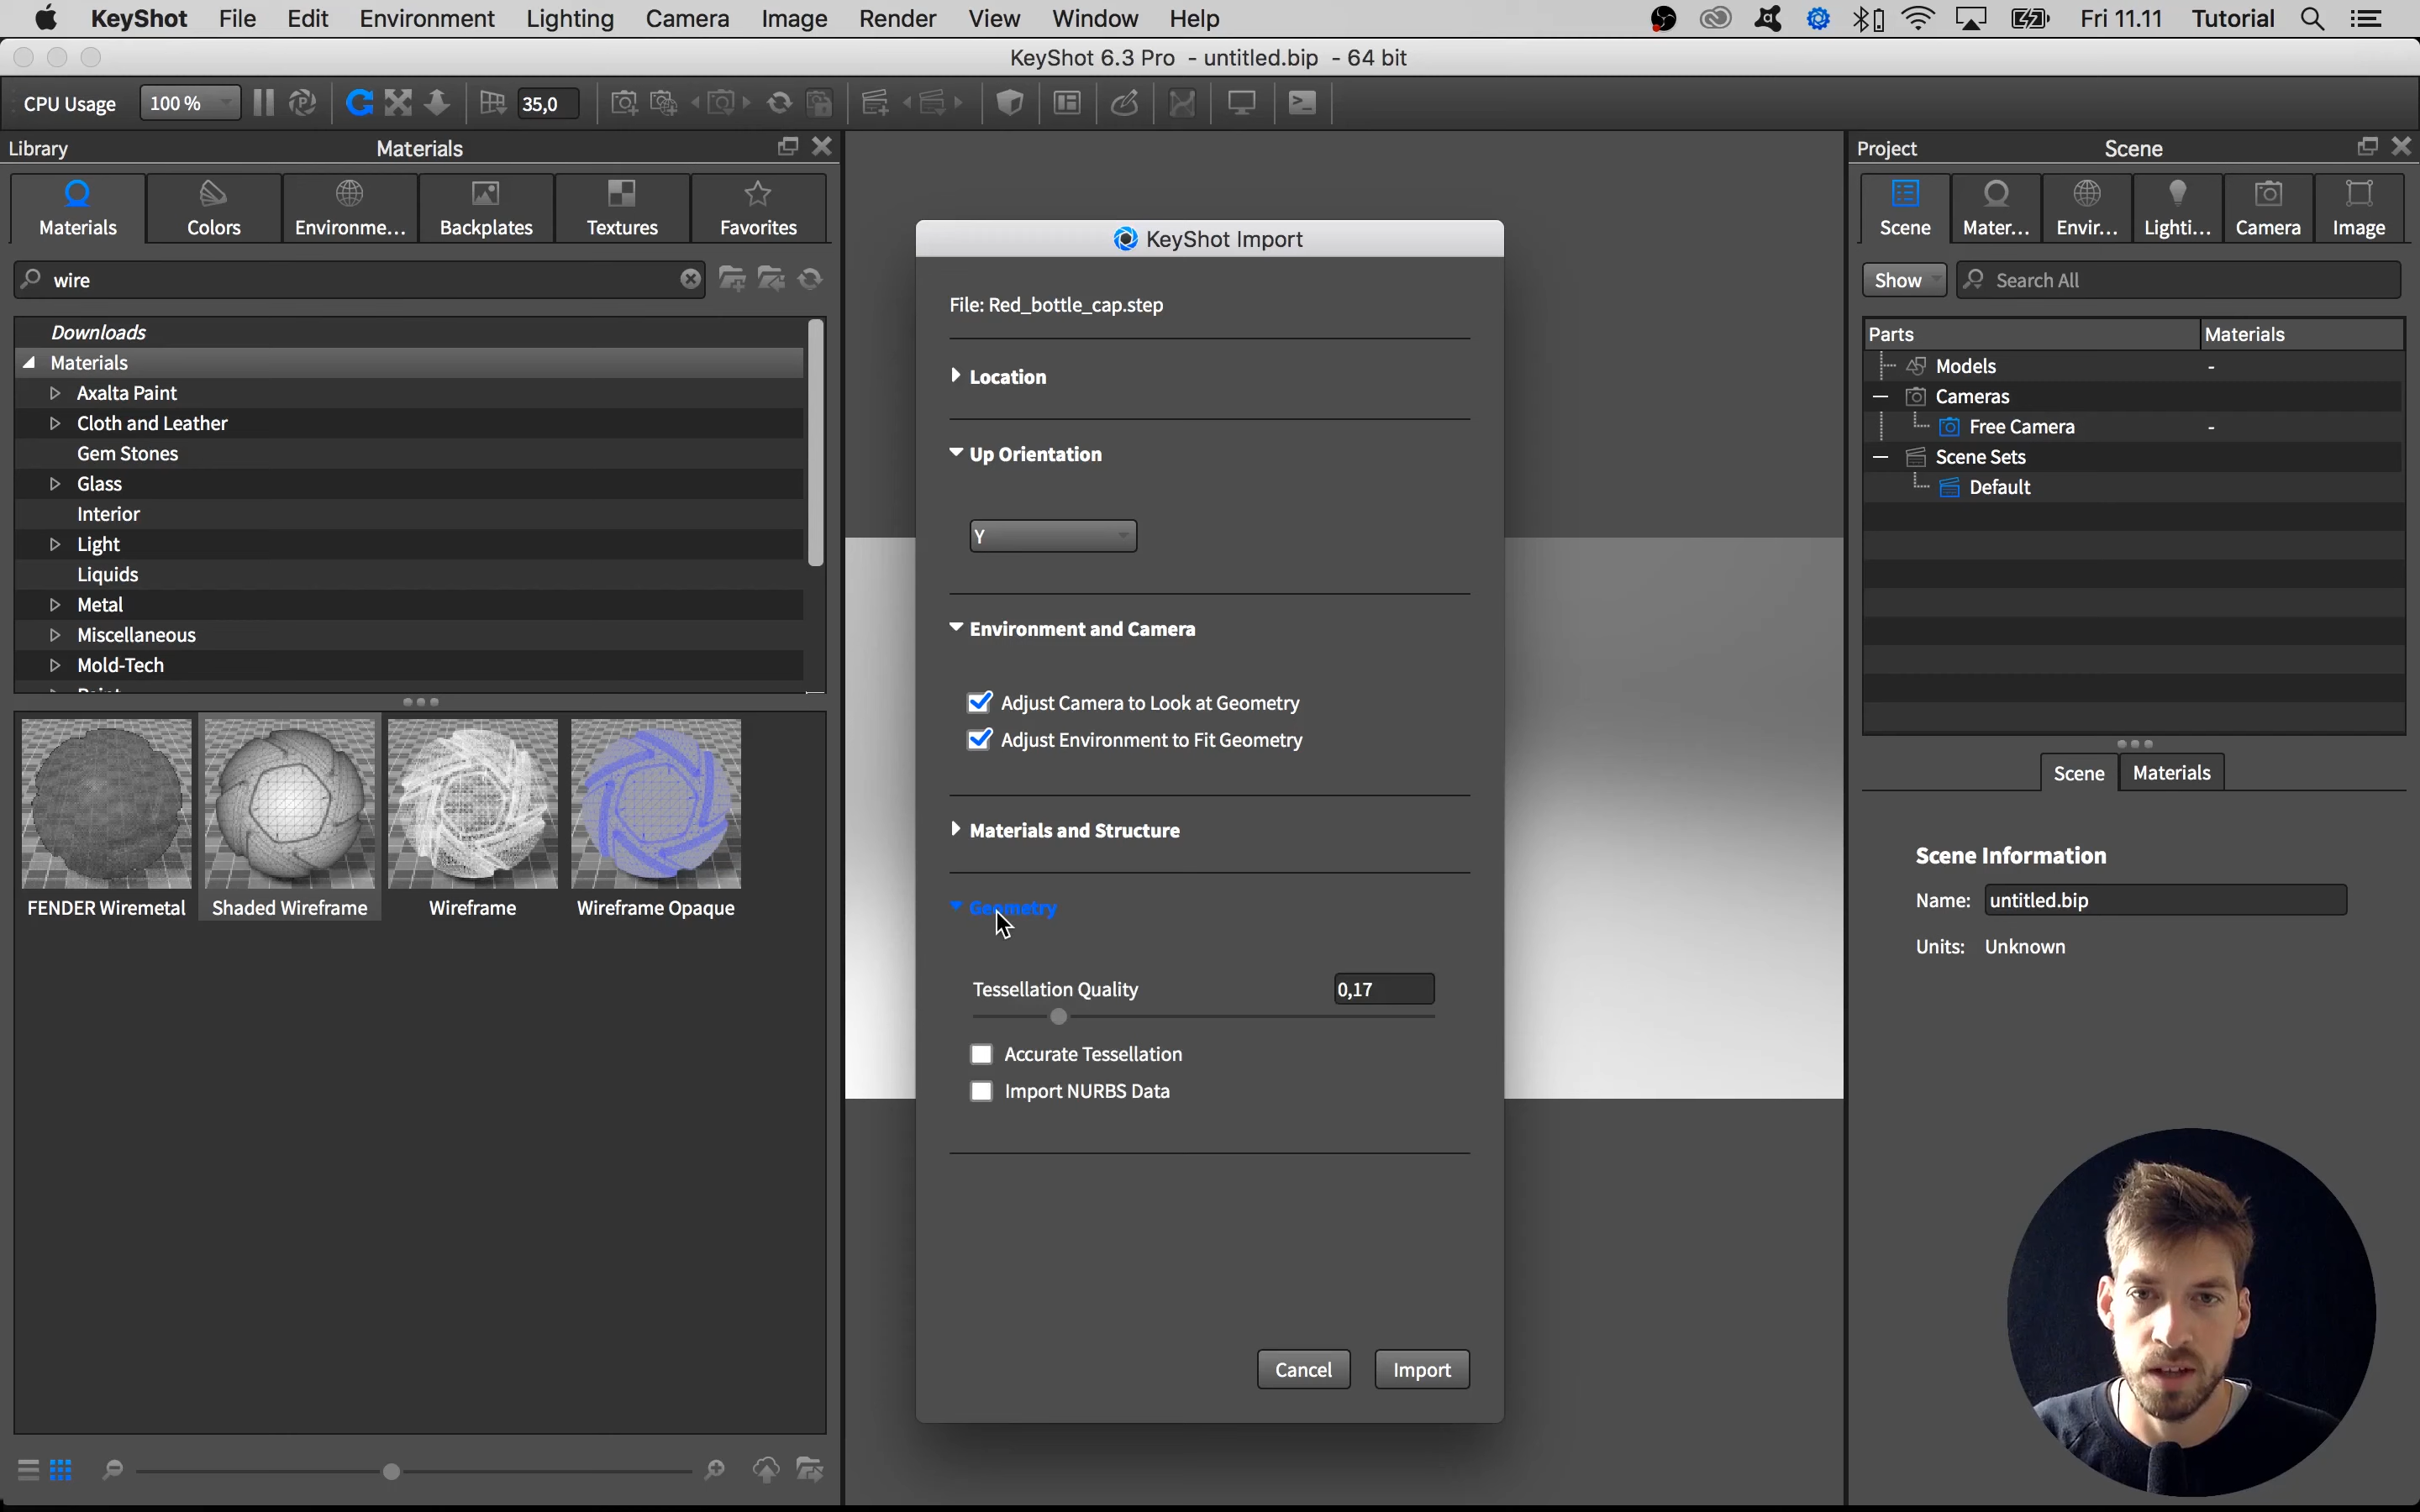 KeyShot File Edit Environment Lighting Camera Image Render View Window Help Fri 11.11 Tutorial
KeyShot 6.3 Pro - untitled.bip - 64 bit
CPU Usage 100 % 35,0
Library Materials
Materials Colors Environme... Backplates Textures Favorites
wire
Downloads
Materials
Axalta Paint
Cloth and Leather
Gem Stones
Glass
Interior
Light
Liquids
Metal
Miscellaneous
Mold-Tech
FENDER Wiremetal Shaded Wireframe Wireframe Wireframe Opaque
KeyShot Import
File: Red_bottle_cap.step
Location
Up Orientation
Y
Environment and Camera
Adjust Camera to Look at Geometry
Adjust Environment to Fit Geometry
Materials and Structure
Geometry
Tessellation Quality 0,17
Accurate Tessellation
Import NURBS Data
Cancel Import
Project Scene
Scene Mater... Envir... Lighti... Camera Image
Show Search All
Parts Materials
Models -
Cameras
Free Camera -
Scene Sets
Default
Scene Materials
Scene Information
Name: untitled.bip
Units: Unknown